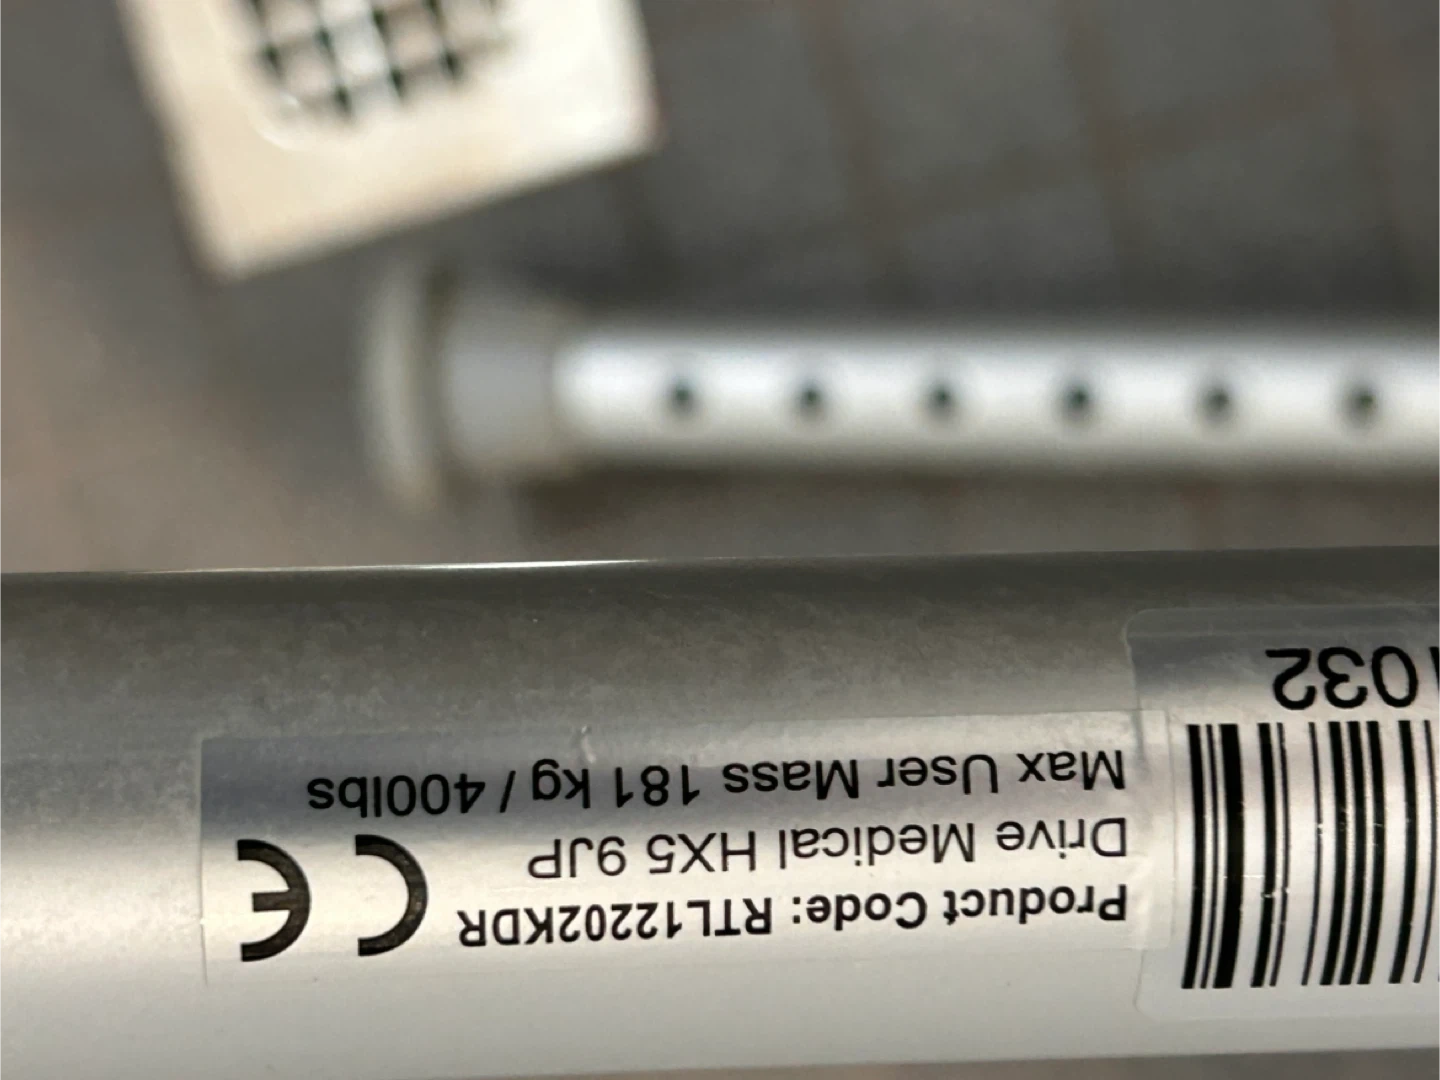 Product Code: RTL12202KDR
Drive Medical HX5 9JP
Max User Mass 181 kg / 400lbs
CE
032